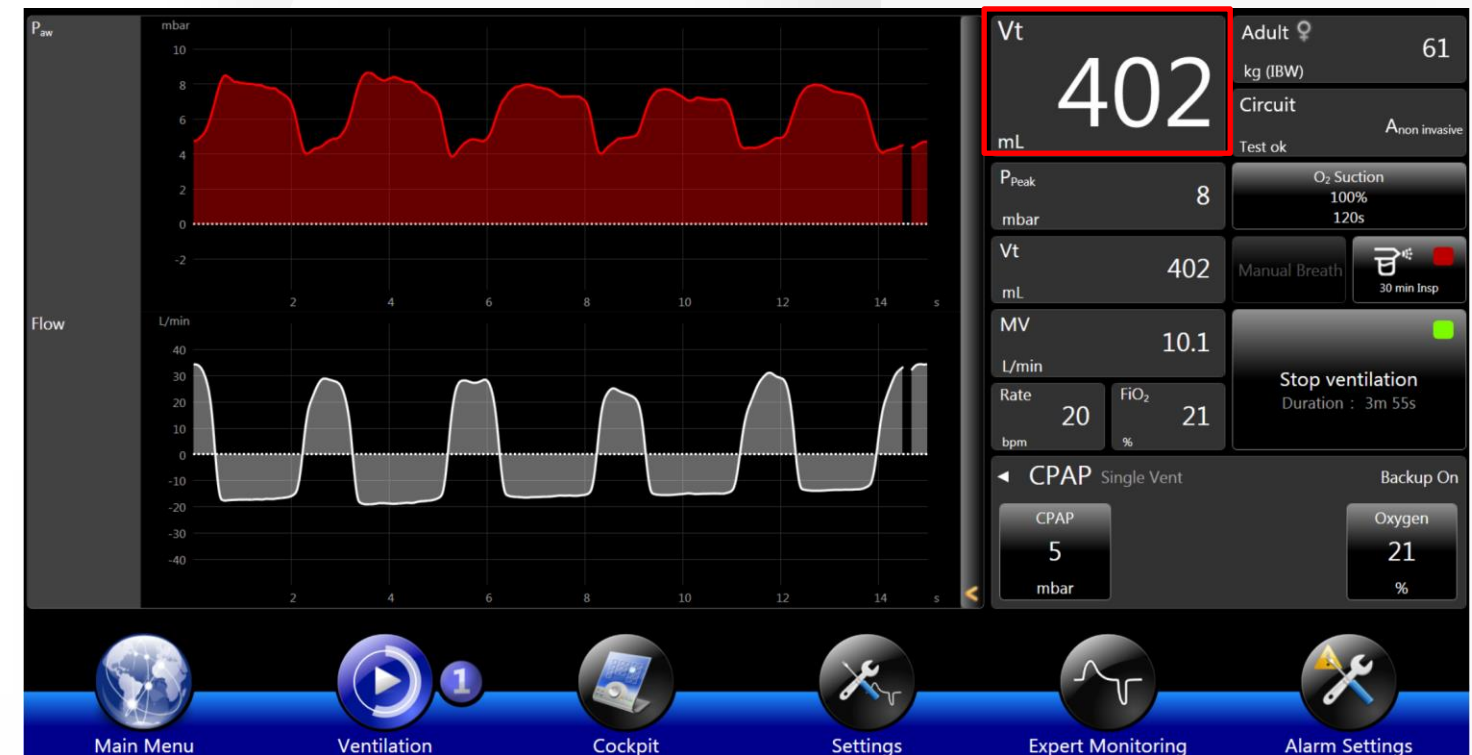 Paw
mbar
10
8
6
4
2
0
-2
2 4 6 8 10 12 14 s
Flow
L/min
40
30
20
10
0
-10
-20
-30
-40
2 4 6 8 10 12 14 s
Vt
402
mL
PPeak
8
mbar
Vt
402
mL
MV
10.1
L/min
Rate
20
bpm
FiO2
21
%
Adult ♀
61
kg (IBW)
Circuit
Anon invasive
Test ok
O2 Suction
100%
120s
Manual Breath
30 min Insp
Stop ventilation
Duration : 3m 55s
CPAP Single Vent Backup On
CPAP
5
mbar
Oxygen
21
%
1
Main Menu Ventilation Cockpit Settings Expert Monitoring Alarm Settings